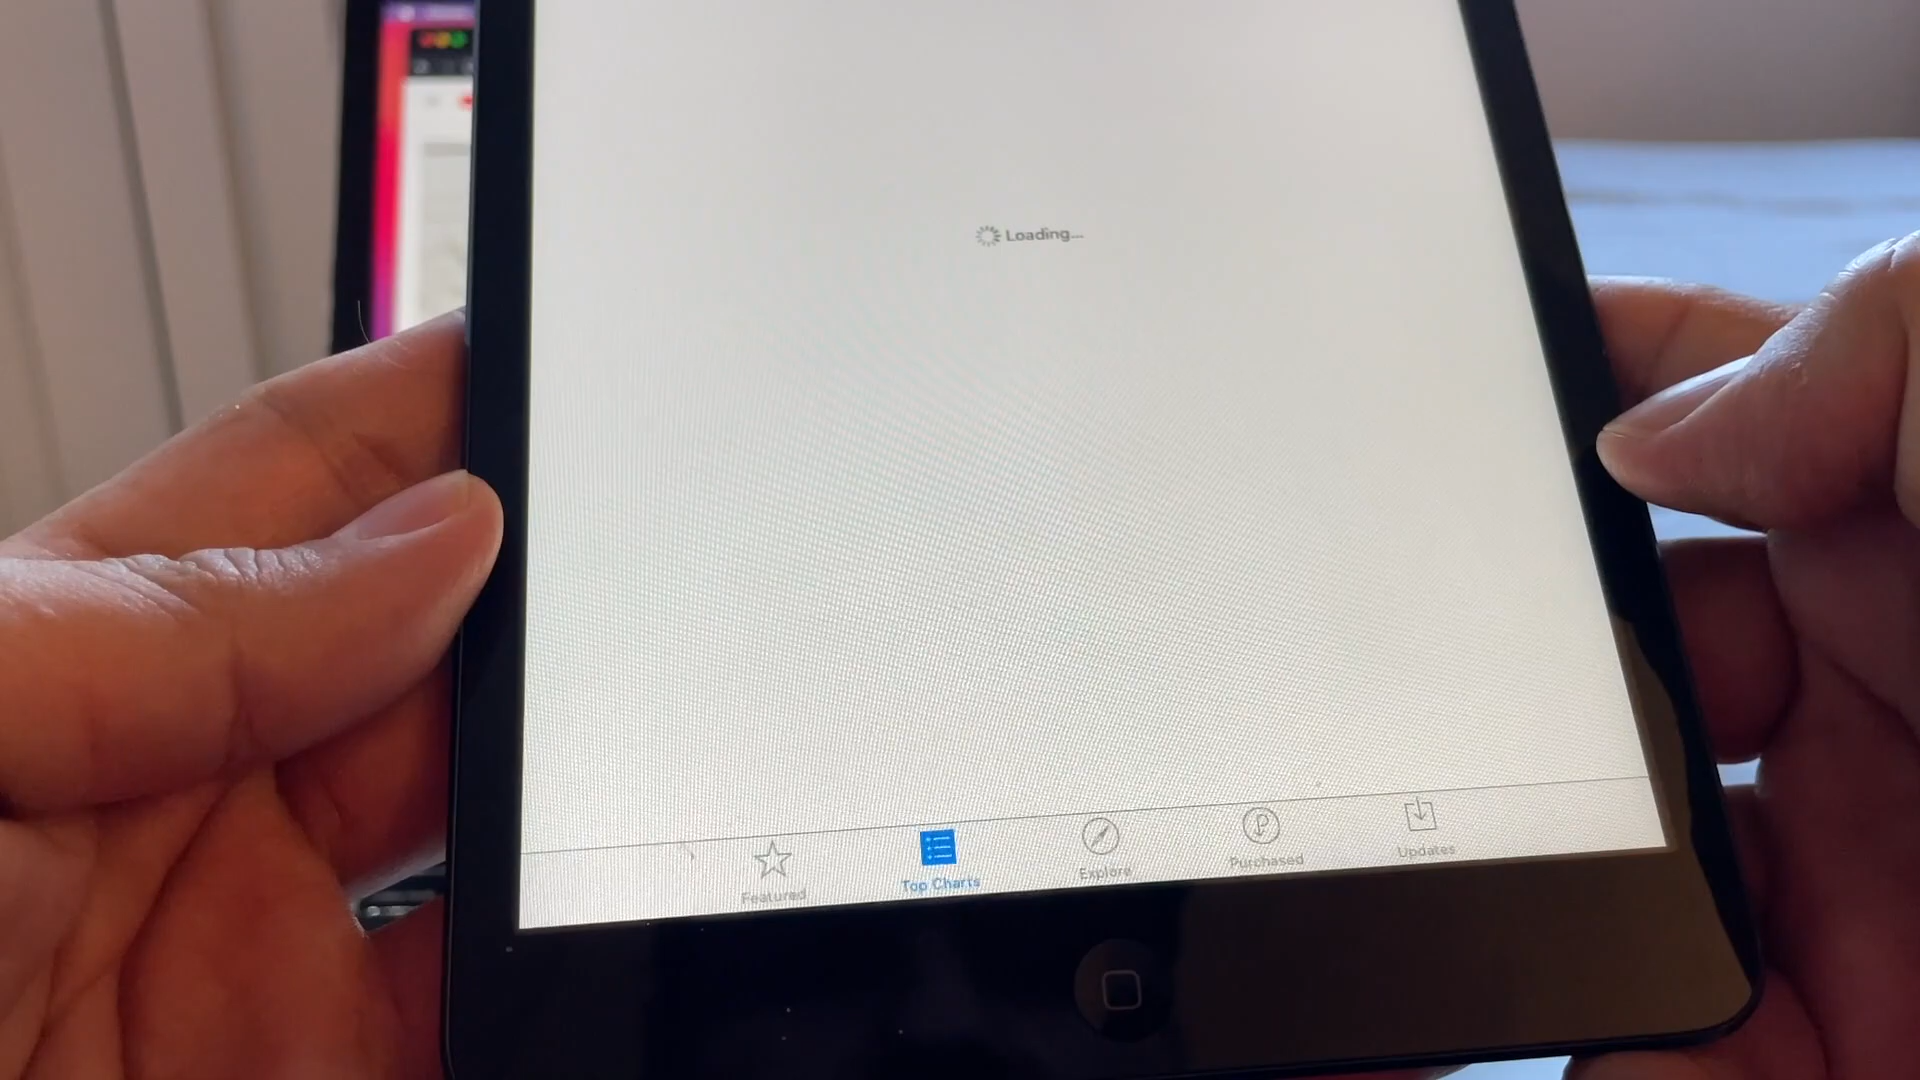 Loading...
Featured
Top Charts
Explore
Purchased
Updates